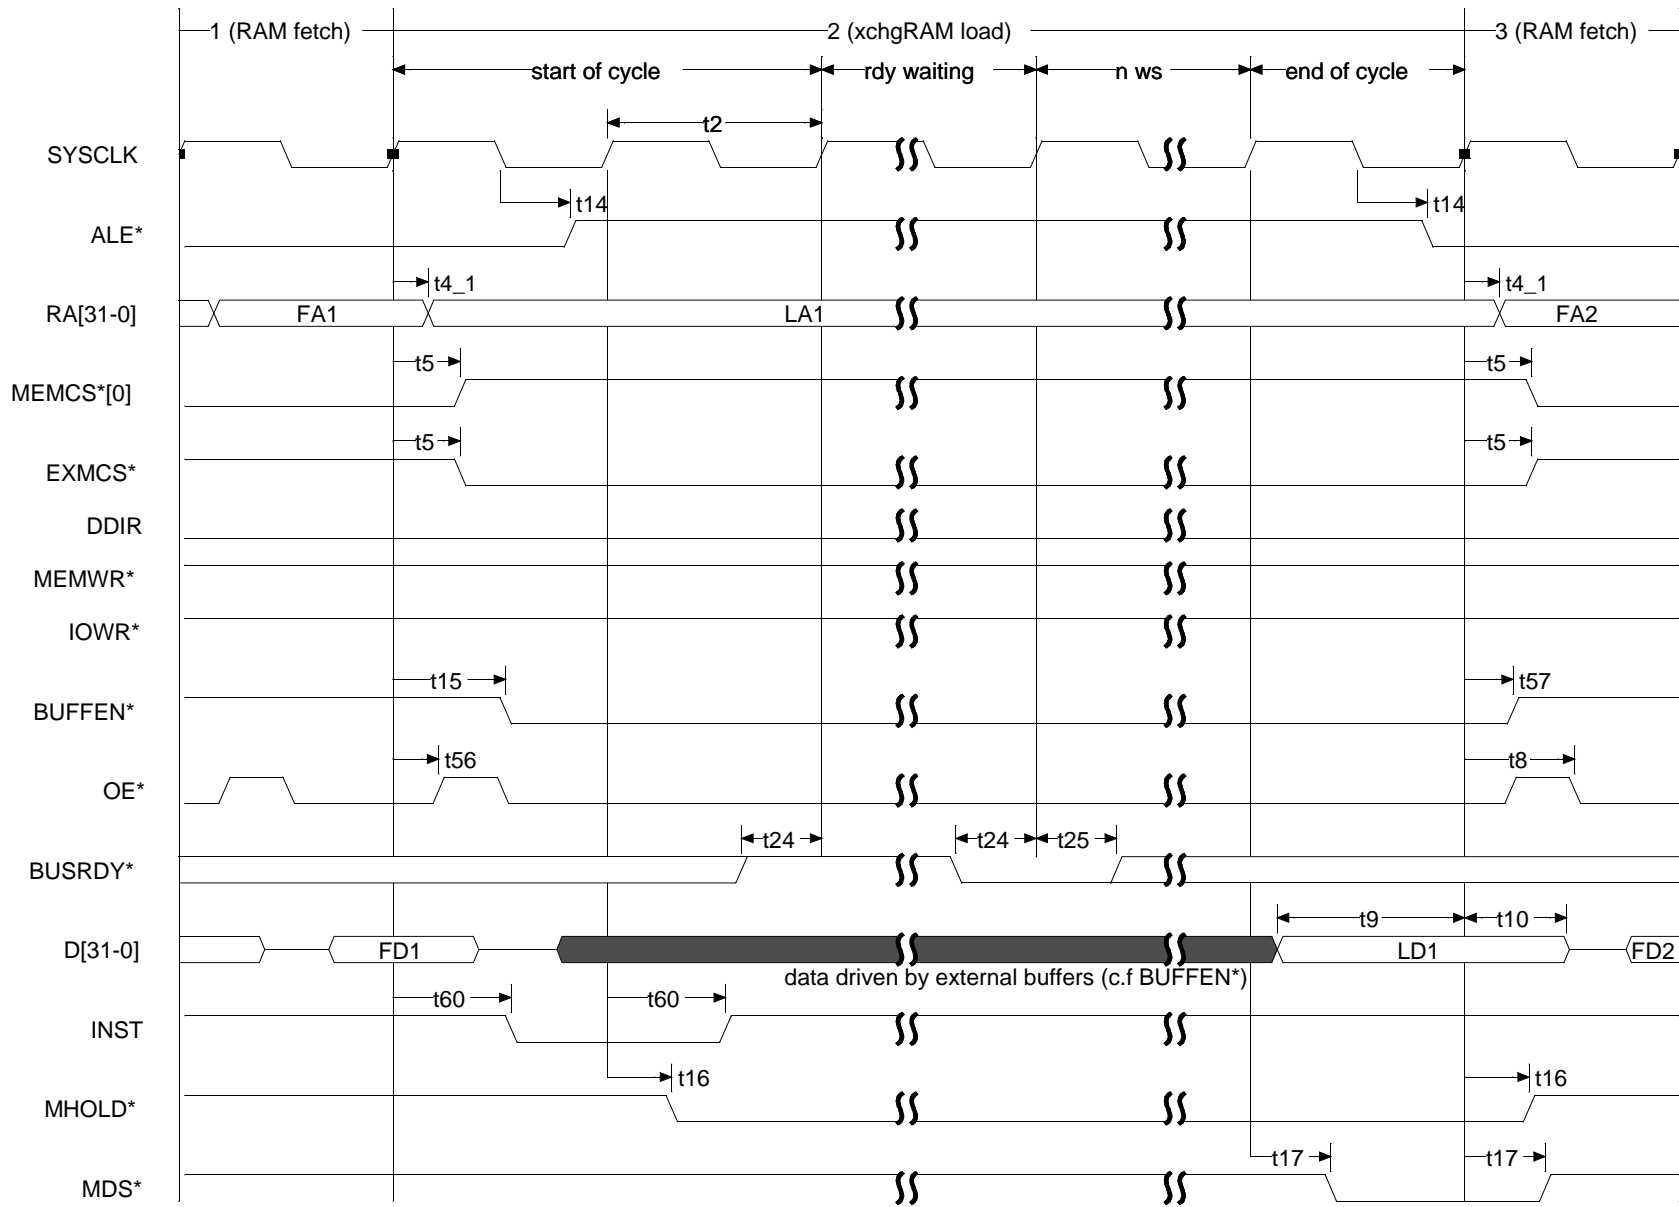 1 (RAM fetch) 2 (xchgRAM load) 3 (RAM fetch)
start of cycle rdy waiting n ws end of cycle
t2
SYSCLK
t14 t14
ALE*
t4_1 t4_1
RA[31-0] FA1 LA1 FA2
t5 t5
MEMCS*[0]
t5 t5
EXMCS*
DDIR
MEMWR*
IOWR*
t15 t57
BUFFEN*
t56 t8
OE*
t24 t24 t25
BUSRDY*
t9 t10
D[31-0] FD1 LD1 FD2
data driven by external buffers (c.f BUFFEN*)
t60 t60
INST
t16 t16
MHOLD*
t17 t17
MDS*